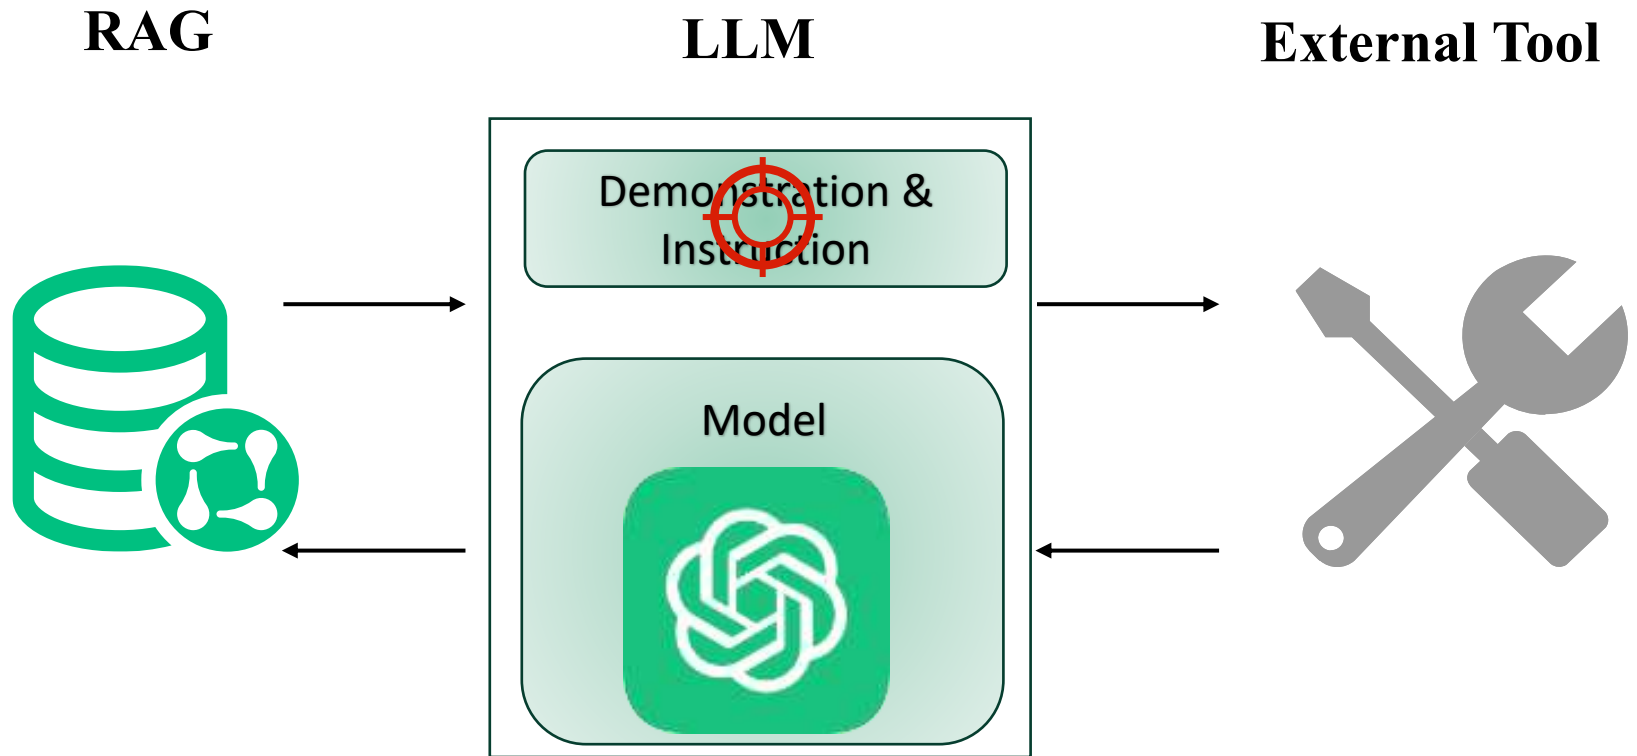 RAG
LLM
External Tool
Demonstration &
Instruction
Model